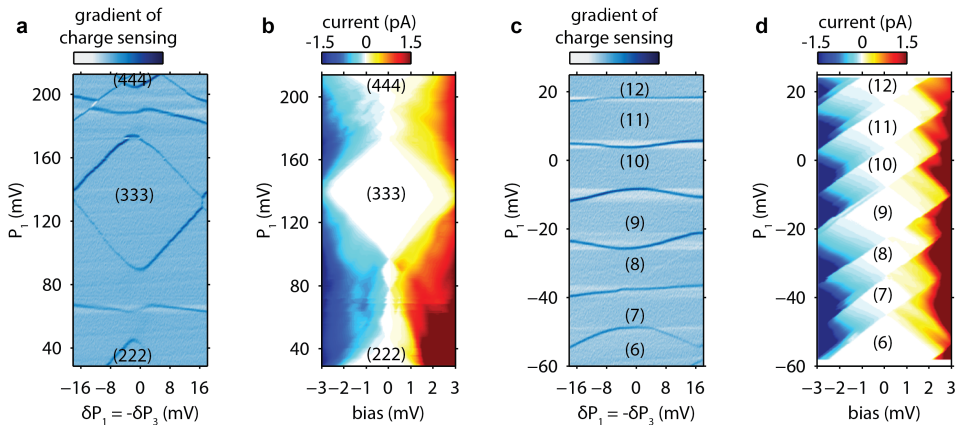 a
gradient of
charge sensing
(444)
(333)
(222)
200
160
120
80
40
P1 (mV)
−16 −8 0 8 16
δP1 = -δP3 (mV)
b
current (pA)
-1.5 0 1.5
(444)
(333)
(222)
200
160
120
80
40
P1 (mV)
−3 −2 −1 0 1 2 3
bias (mV)
c
gradient of
charge sensing
(12)
(11)
(10)
(9)
(8)
(7)
(6)
20
0
−20
−40
−60
P1 (mV)
−16 −8 0 8 16
δP1 = -δP3 (mV)
d
current (pA)
-1.5 0 1.5
(12)
(11)
(10)
(9)
(8)
(7)
(6)
20
0
−20
−40
−60
P1 (mV)
−3 −2 −1 0 1 2 3
bias (mV)